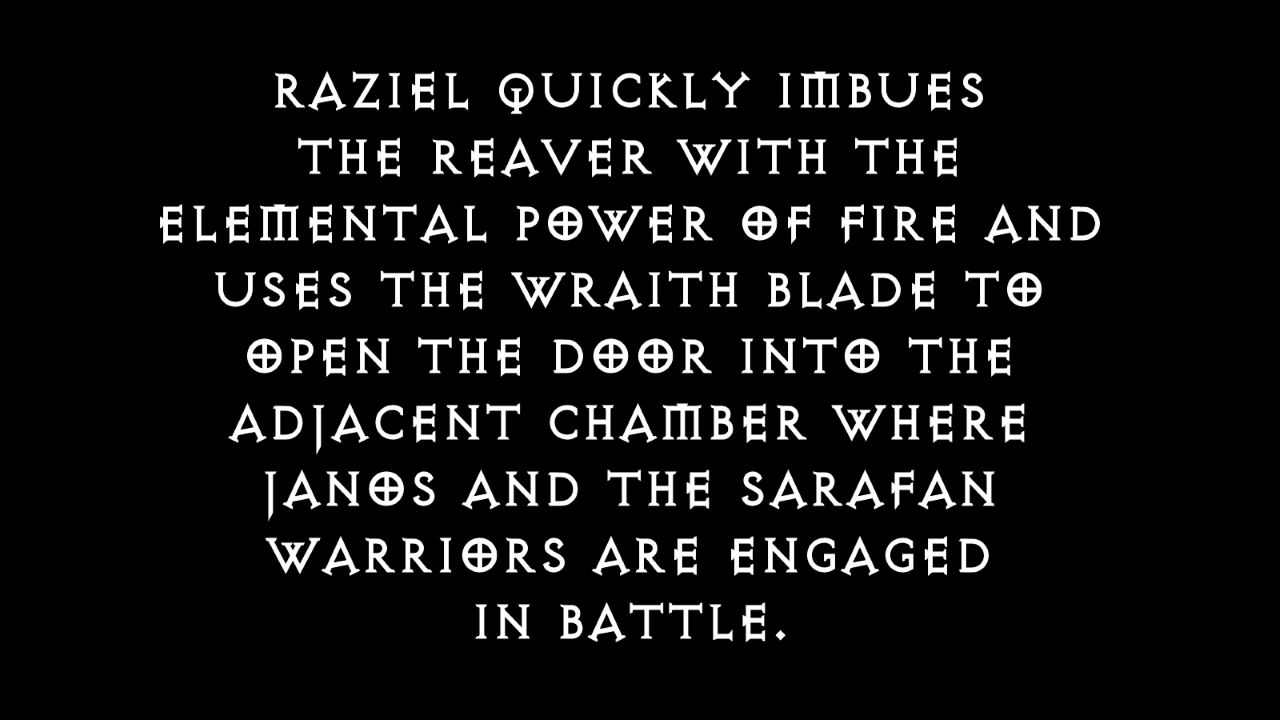 RAZIEL QUICKLY IMBUES
THE REAVER WITH THE
ELEMENTAL POWER OF FIRE AND
USES THE WRAITH BLADE TO
OPEN THE DOOR INTO THE
ADJACENT CHAMBER WHERE
JANOS AND THE SARAFAN
WARRIORS ARE ENGAGED
IN BATTLE.